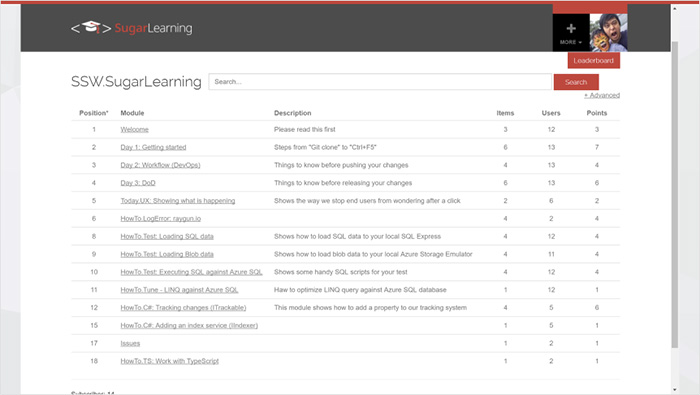 <> SugarLearning
MORE
Leaderboard
SSW.SugarLearning Search... Search
+ Advanced
Position* Module Description Items Users Points
1 Welcome Please read this first 3 12 3
2 Day 1: Getting started Steps from "Git clone" to "Ctrl+F5" 6 13 7
3 Day 2: Workflow (DevOps) Things to know before pushing your changes 4 13 4
4 Day 3: DoD Things to know before releasing your changes 6 13 6
5 Today.UX: Showing what is happening Shows the way we stop end users from wondering after a click 2 6 2
6 HowTo.LogError: raygun.io 4 2 4
8 HowTo.Test: Loading SQL data Shows how to load SQL data to your local SQL Express 4 12 4
9 HowTo.Test: Loading Blob data Shows how to load blob data to your local Azure Storage Emulator 4 11 4
10 HowTo.Test: Executing SQL against Azure SQL Shows some handy SQL scripts for your test 4 12 4
11 HowTo.Tune - LINQ against Azure SQL Haw to optimize LINQ query against Azure SQL database 1 12 1
12 HowTo.C#: Tracking changes (ITrackable) This module shows how to add a property to our tracking system 4 5 6
15 HowTo.C#: Adding an index service (IIndexer) 1 5 1
17 Issues 1 2 1
18 HowTo.TS: Work with TypeScript 1 2 1